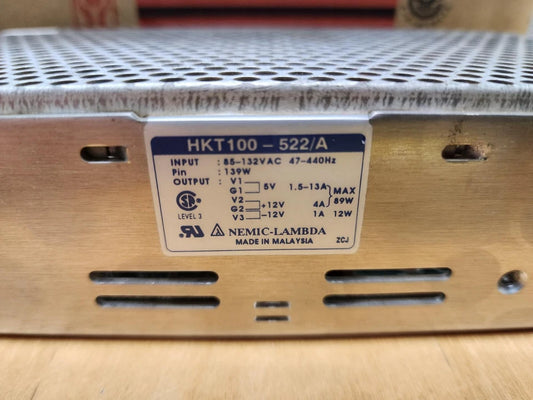 HKT100 - 522/A
INPUT : 85-132VAC 47-440Hz
Pin : 139W
OUTPUT : V1
G1 5V 1.5-13A MAX
V2 89W
G2 +12V 4A
V3 -12V 1A 12W
LEVEL 3
NEMIC-LAMBDA
MADE IN MALAYSIA ZCJ